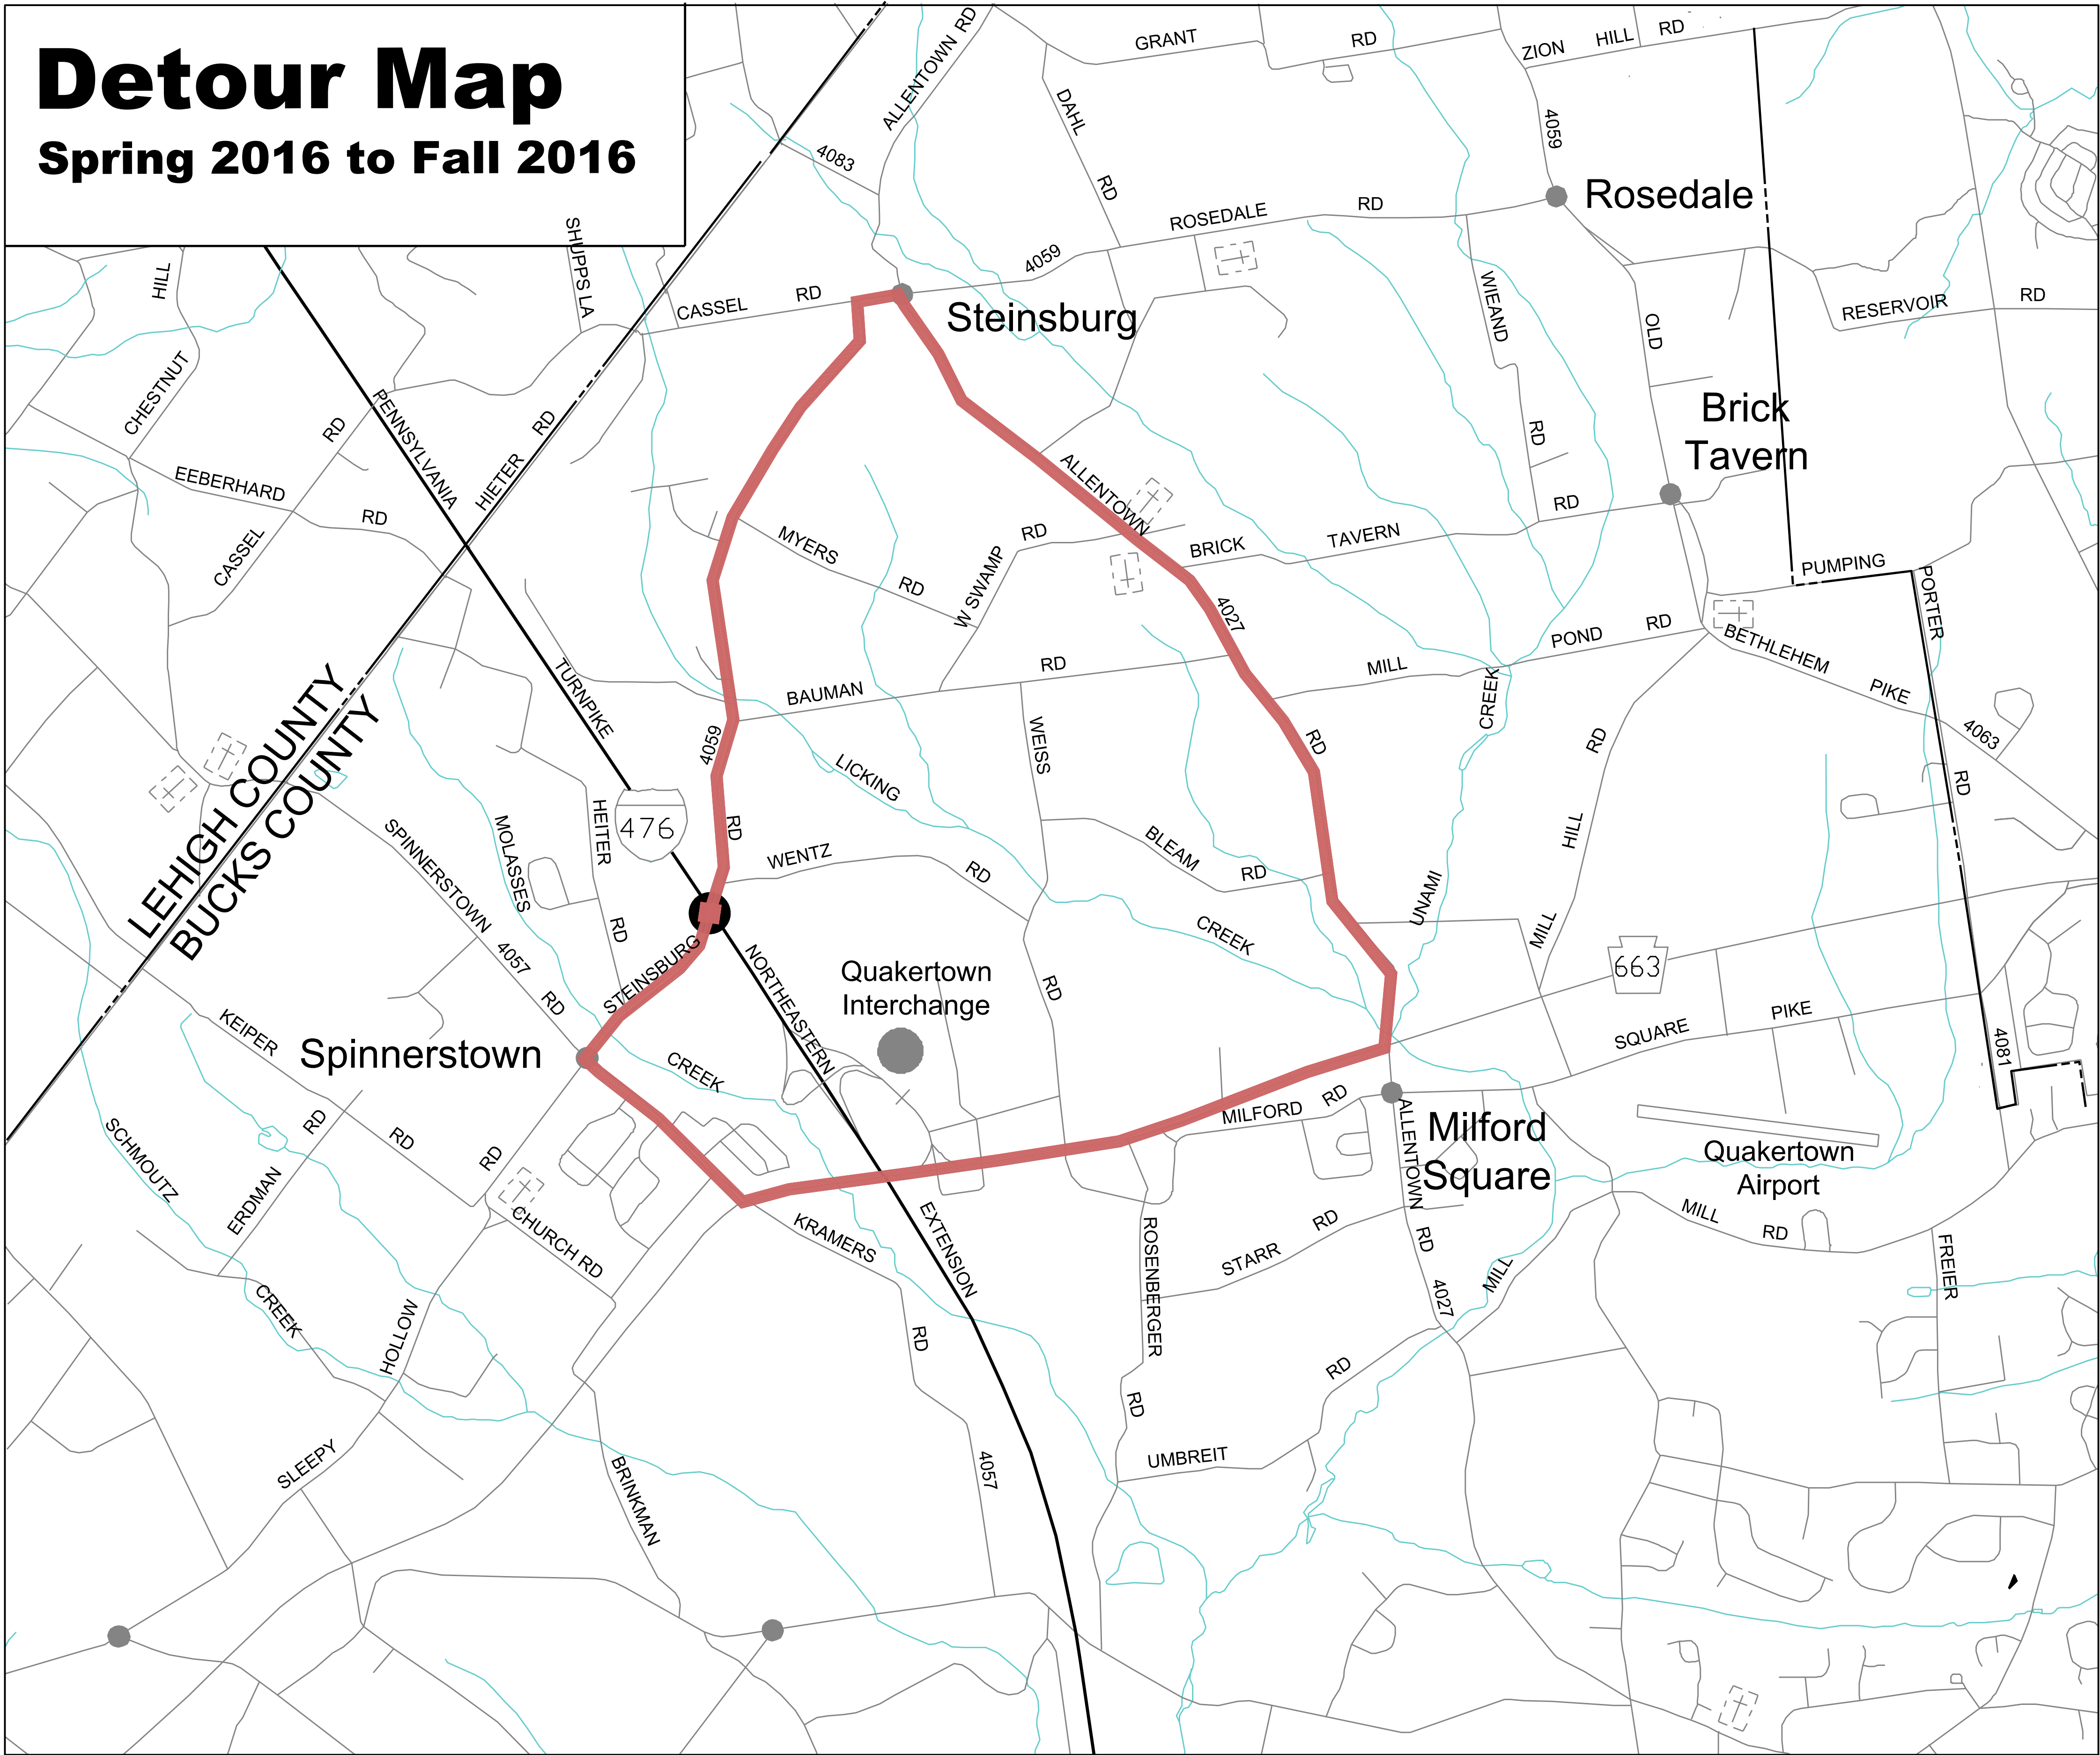 Detour Map
Spring 2016 to Fall 2016
ALLENTOWN RD
GRANT RD
ZION HILL RD
DAHL RD
4083
4059
Rosedale
ROSEDALE RD
4059
SHUPPS LA
HILL
CHESTNUT
CASSEL RD
Steinsburg
WIEAND RD
OLD
RESERVOIR RD
Brick
Tavern
PENNSYLVANIA
HIETER RD
RD
EEBERHARD RD
CASSEL
ALLENTOWN
MYERS RD
W SWAMP RD
BRICK TAVERN RD
PUMPING
PORTER
4027
MILL POND RD
BETHLEHEM PIKE
4063
RD
LEHIGH COUNTY
BUCKS COUNTY
TURNPIKE
BAUMAN RD
4059
RD
WEISS
RD
CREEK
RD
LICKING
476
HEITER
RD
MOLASSES
SPINNERSTOWN
4057
RD
WENTZ RD
BLEAM RD
HILL
MILL
UNAMI
CREEK
STEINSBURG
NORTHEASTERN
Quakertown
Interchange
RD
663
SQUARE PIKE
4081
KEIPER
RD
Spinnerstown
CREEK
MILFORD RD
ALLENTOWN
Milford
Square
Quakertown
Airport
SCHMOUTZ
CREEK
ERDMAN RD
RD
CHURCH RD
HOLLOW
SLEEPY
KRAMERS
RD
EXTENSION
ROSENBERGER
RD
STARR RD
RD
4027
MILL
MILL RD
FREIER
RD
UMBREIT
4057
BRINKMAN